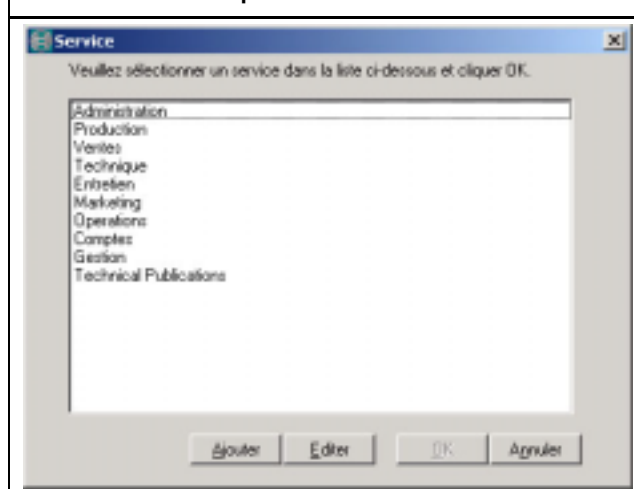 Service
Veuillez sélectionner un service dans la liste ci-dessous et cliquer OK.
Administration
Production
Ventes
Technique
Entretien
Marketing
Operations
Comptes
Gestion
Technical Publications
Ajouter Editer OK Annuler